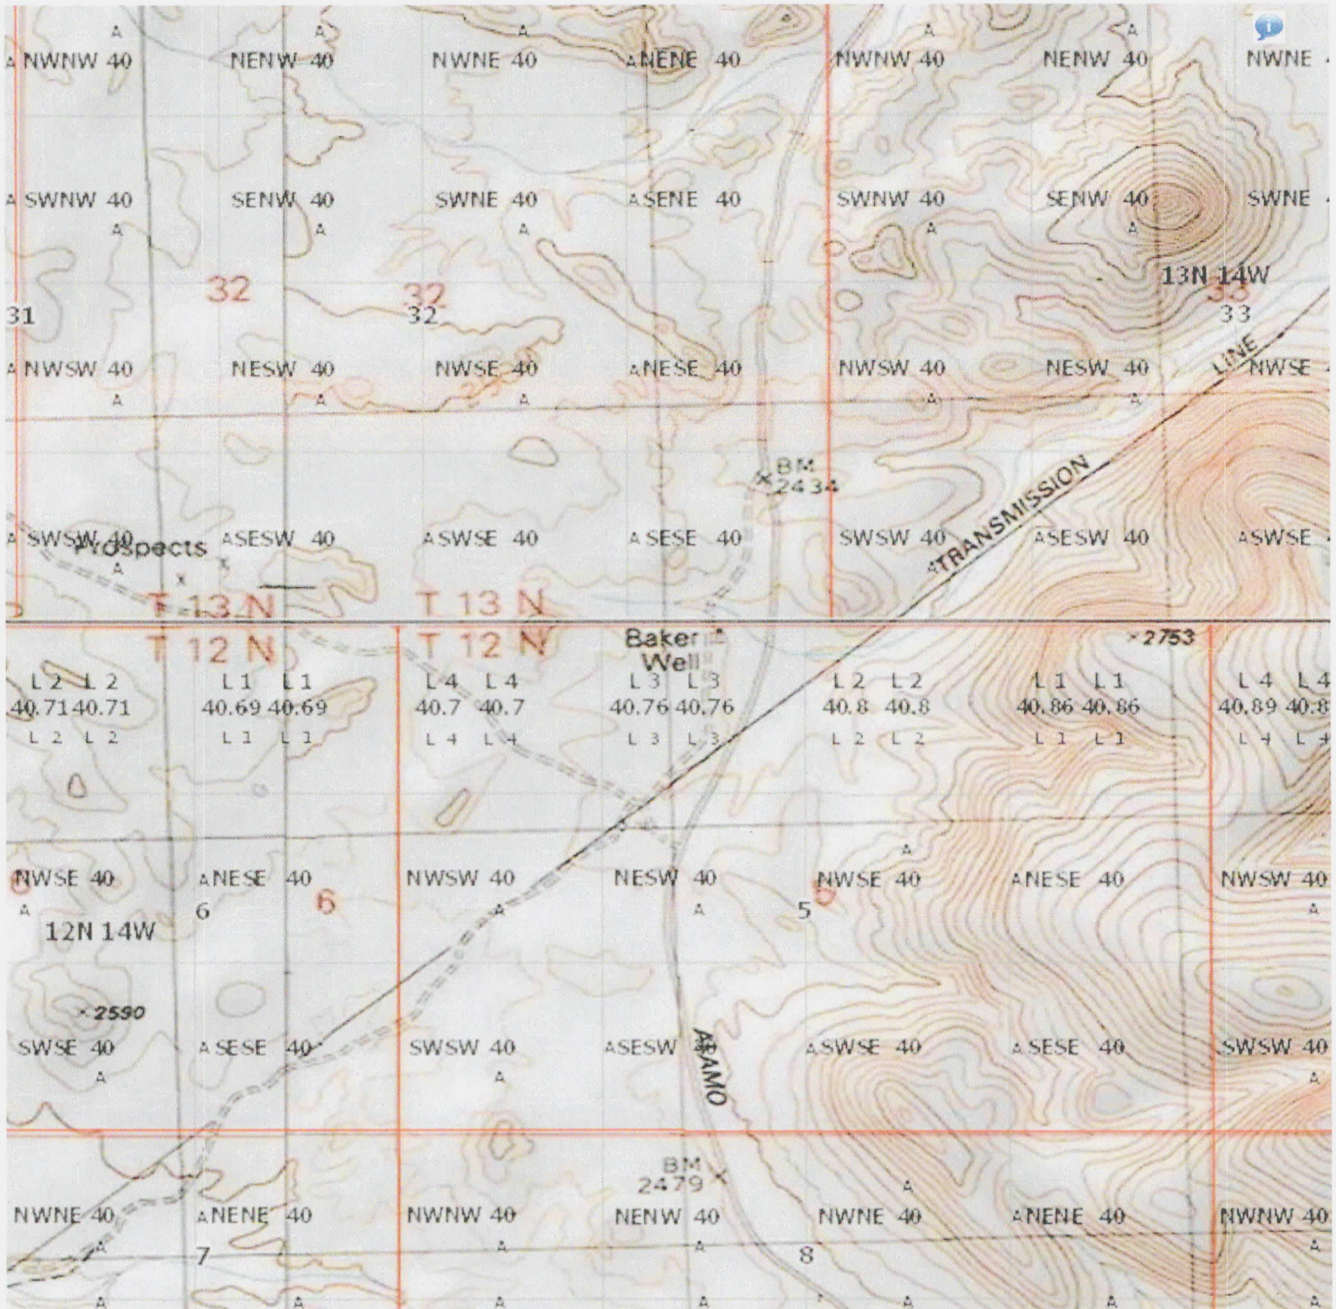 A A A A A
A NWNW 40 NENW 40 NWNE 40 A NENE 40 NWNW 40 NENW 40 NWNE
A SWNW 40 SENW 40 SWNE 40 A SENE 40 SWNW 40 SENW 40 SWNE
A A A A A
13N 14W
32 32 33
31 32 33
LINE
A NWSW 40 NESW 40 NWSE 40 A NESE 40 NWSW 40 NESW 40 NWSE
A A A A A
BM
2434
TRANSMISSION
A SWSW 40 A SESW 40 A SWSE 40 A SESE 40 SWSW 40 A SESW 40 A SWSE
Prospects
A A
x x
T 13 N T 13 N
T 12 N T 12 N
Baker
Well
2753
L 2 L 2 L 1 L 1 L 4 L 4 L 3 L 3 L 2 L 2 L 1 L 1 L 4 L 4
40.71 40.71 40.69 40.69 40.7 40.7 40.76 40.76 40.8 40.8 40.86 40.86 40.89 40.8
L 2 L 2 L 1 L 1 L 4 L 4 L 3 L 3 L 2 L 2 L 1 L 1 L 4 L 4
A
NWSE 40 A NESE 40 NWSW 40 NESW 40 NWSE 40 A NESE 40 NWSW 40
6 5
A 6 A A 5 A
12N 14W
2590
SWSE 40 A SESE 40 SWSW 40 A SESW A SWSE 40 A SESE 40 SWSW 40
ALAMO
A A A
BM
2479
A
NWNE 40 A NENE 40 NWNW 40 NENW 40 NWNE 40 A NENE 40 NWNW 40
A 7 A A 8 A
A A A A A A A